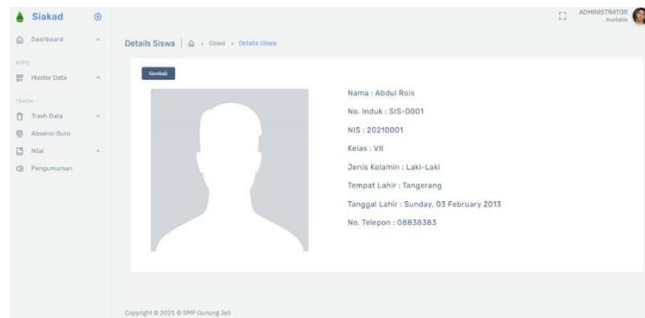 Siakad
ADMINISTRATOR
Available
Dashboard
Details Siswa | Siswa > Details Siswa
APPS
Master Data
TRASH
Trash Data
Absensi Guru
Nilai
Pengumuman
Kembali
Nama : Abdul Rois
No. Induk : SIS-0001
NIS : 20210001
Kelas : VII
Jenis Kelamin : Laki-Laki
Tempat Lahir : Tangerang
Tanggal Lahir : Sunday, 03 February 2013
No. Telepon : 08838383
Copyright © 2021 © SMP Gunung Jati